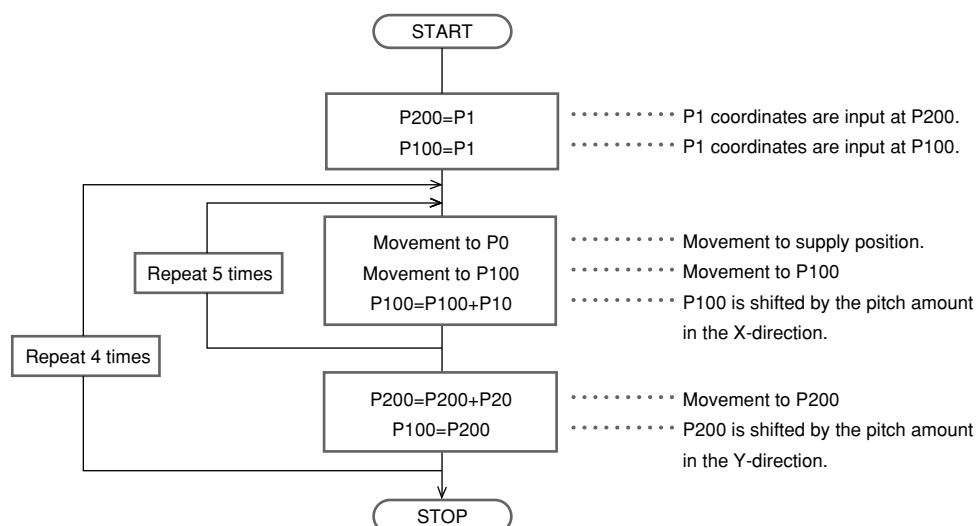 START
P200=P1
P1 coordinates are input at P200.
P100=P1
P1 coordinates are input at P100.
Movement to P0
Movement to supply position.
Repeat 5 times
Movement to P100
Movement to P100
P100=P100+P10
P100 is shifted by the pitch amount
in the X-direction.
Repeat 4 times
P200=P200+P20
Movement to P200
P100=P200
P200 is shifted by the pitch amount
in the Y-direction.
STOP